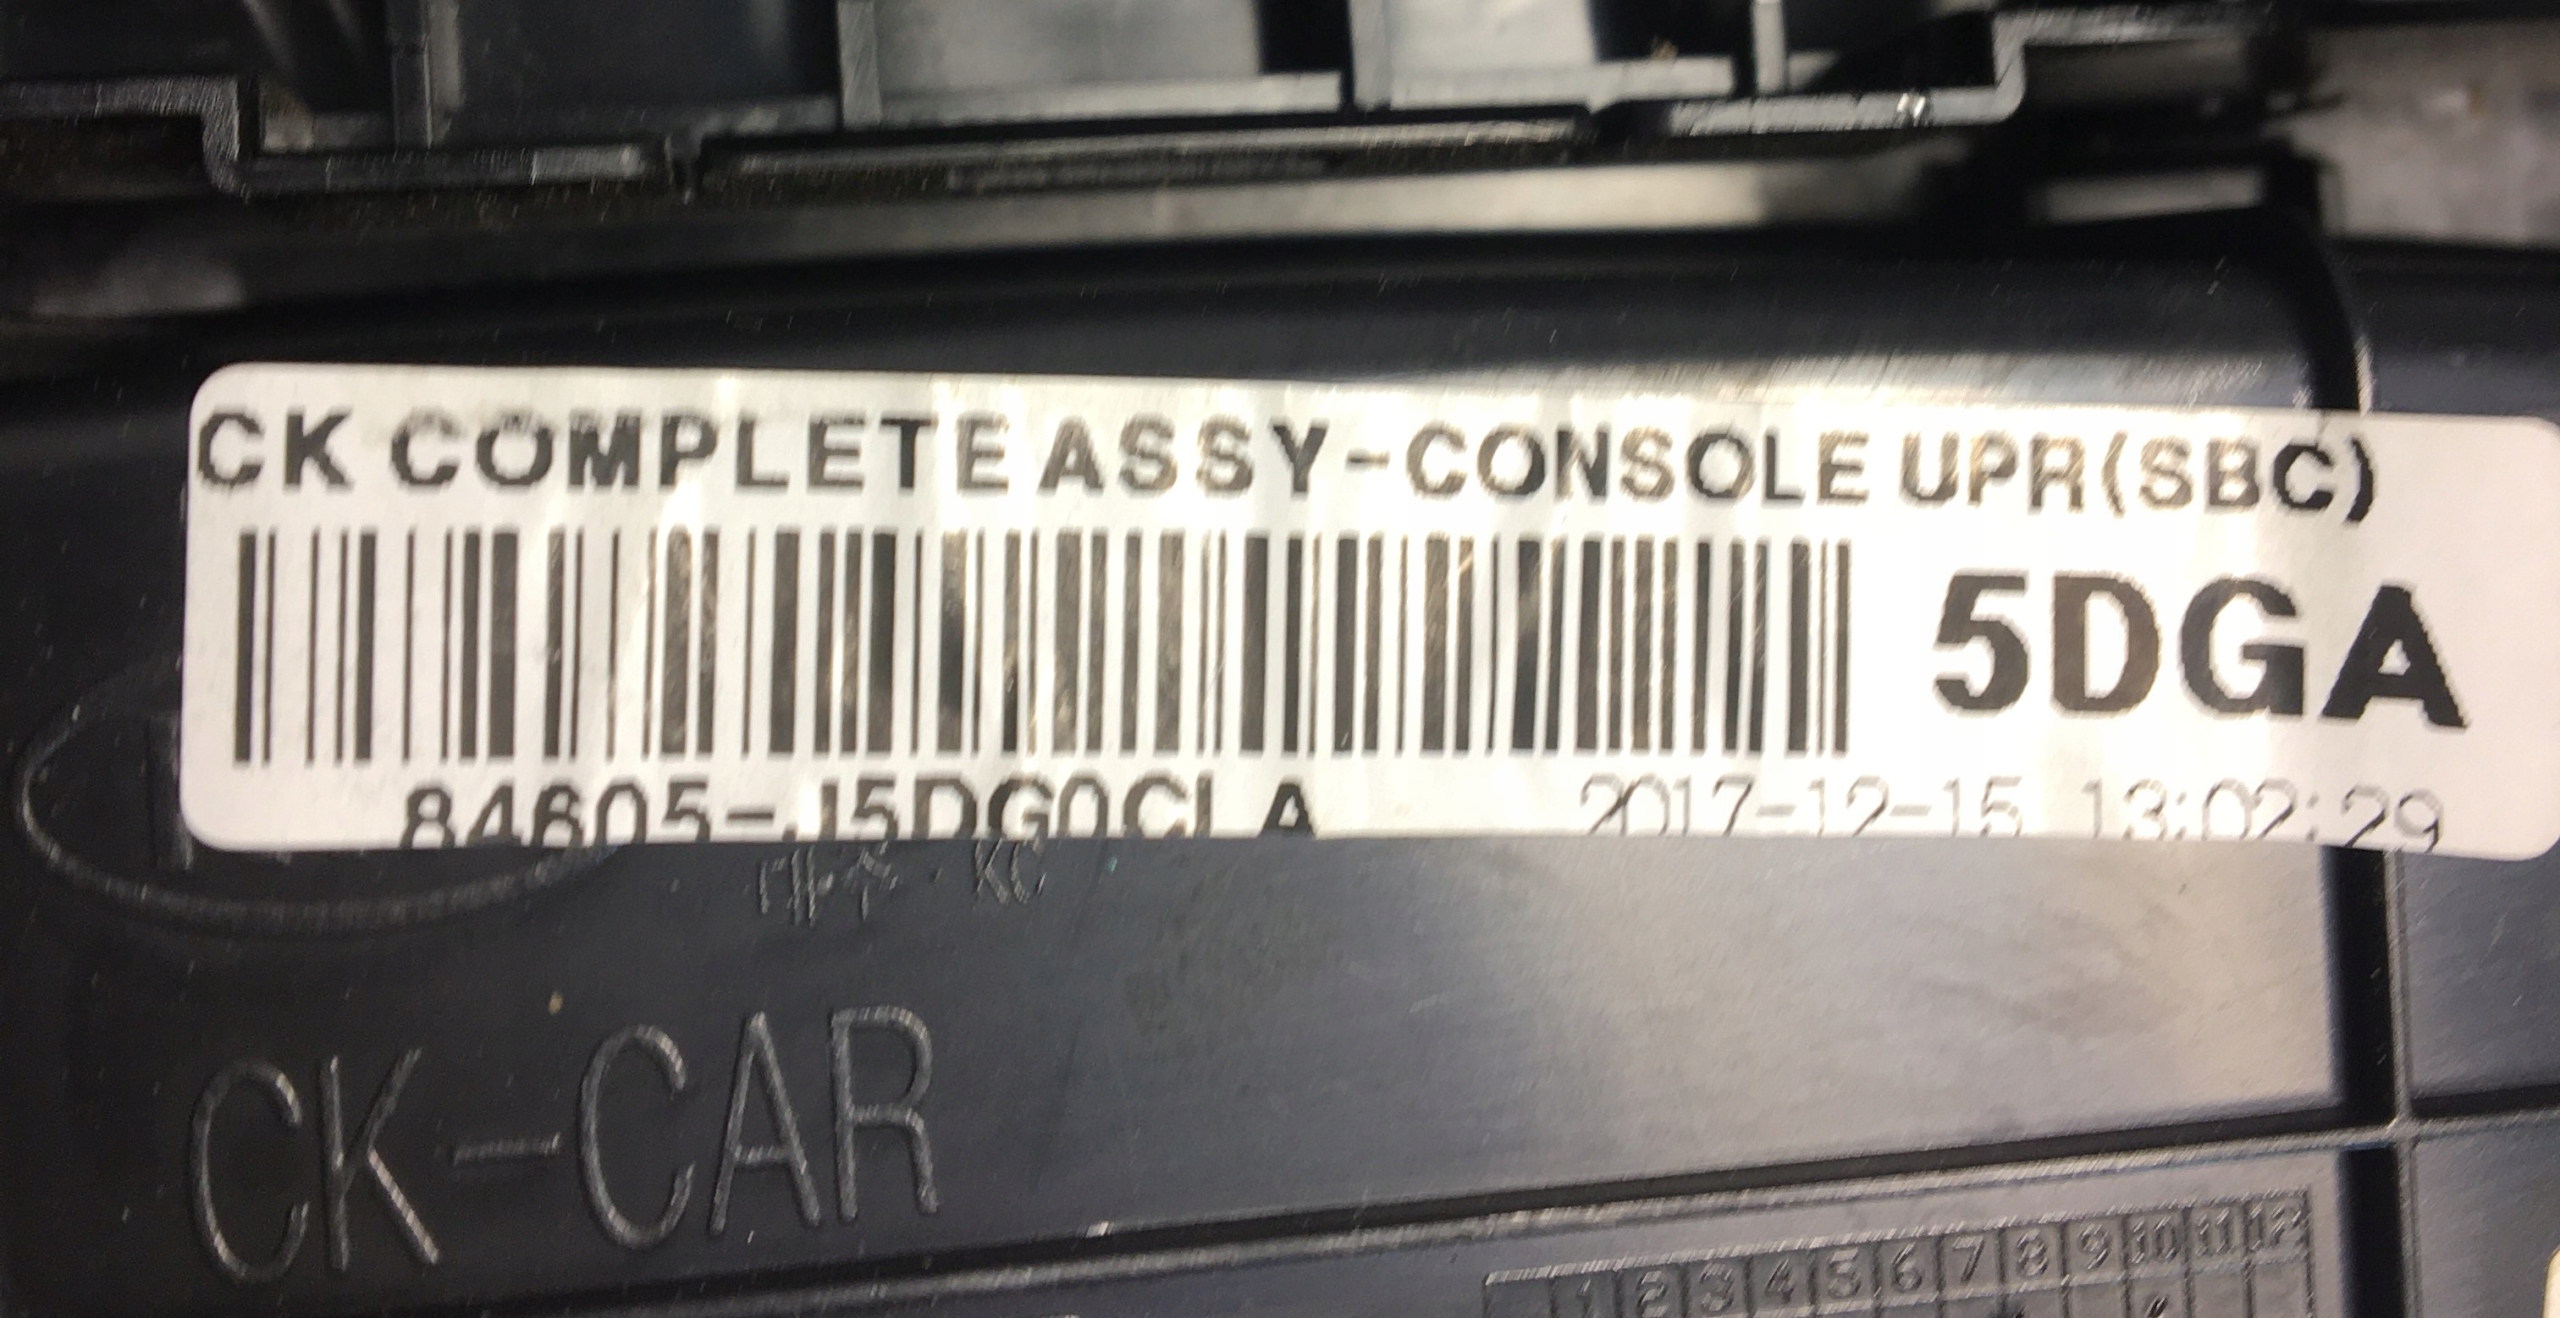 CK COMPLETE ASSY-CONSOLE UPR(SBC)
5DGA
84605-J5DG0CLA 2017-12-15 13:02:29
KC
CK-CAR
1 2 3 4 5 6 7 8 9 10 11 12